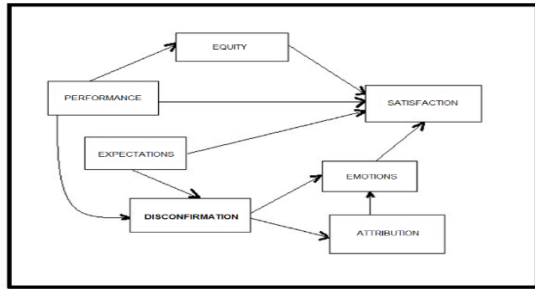 EQUITY
PERFORMANCE
SATISFACTION
EXPECTATIONS
EMOTIONS
DISCONFIRMATION
ATTRIBUTION